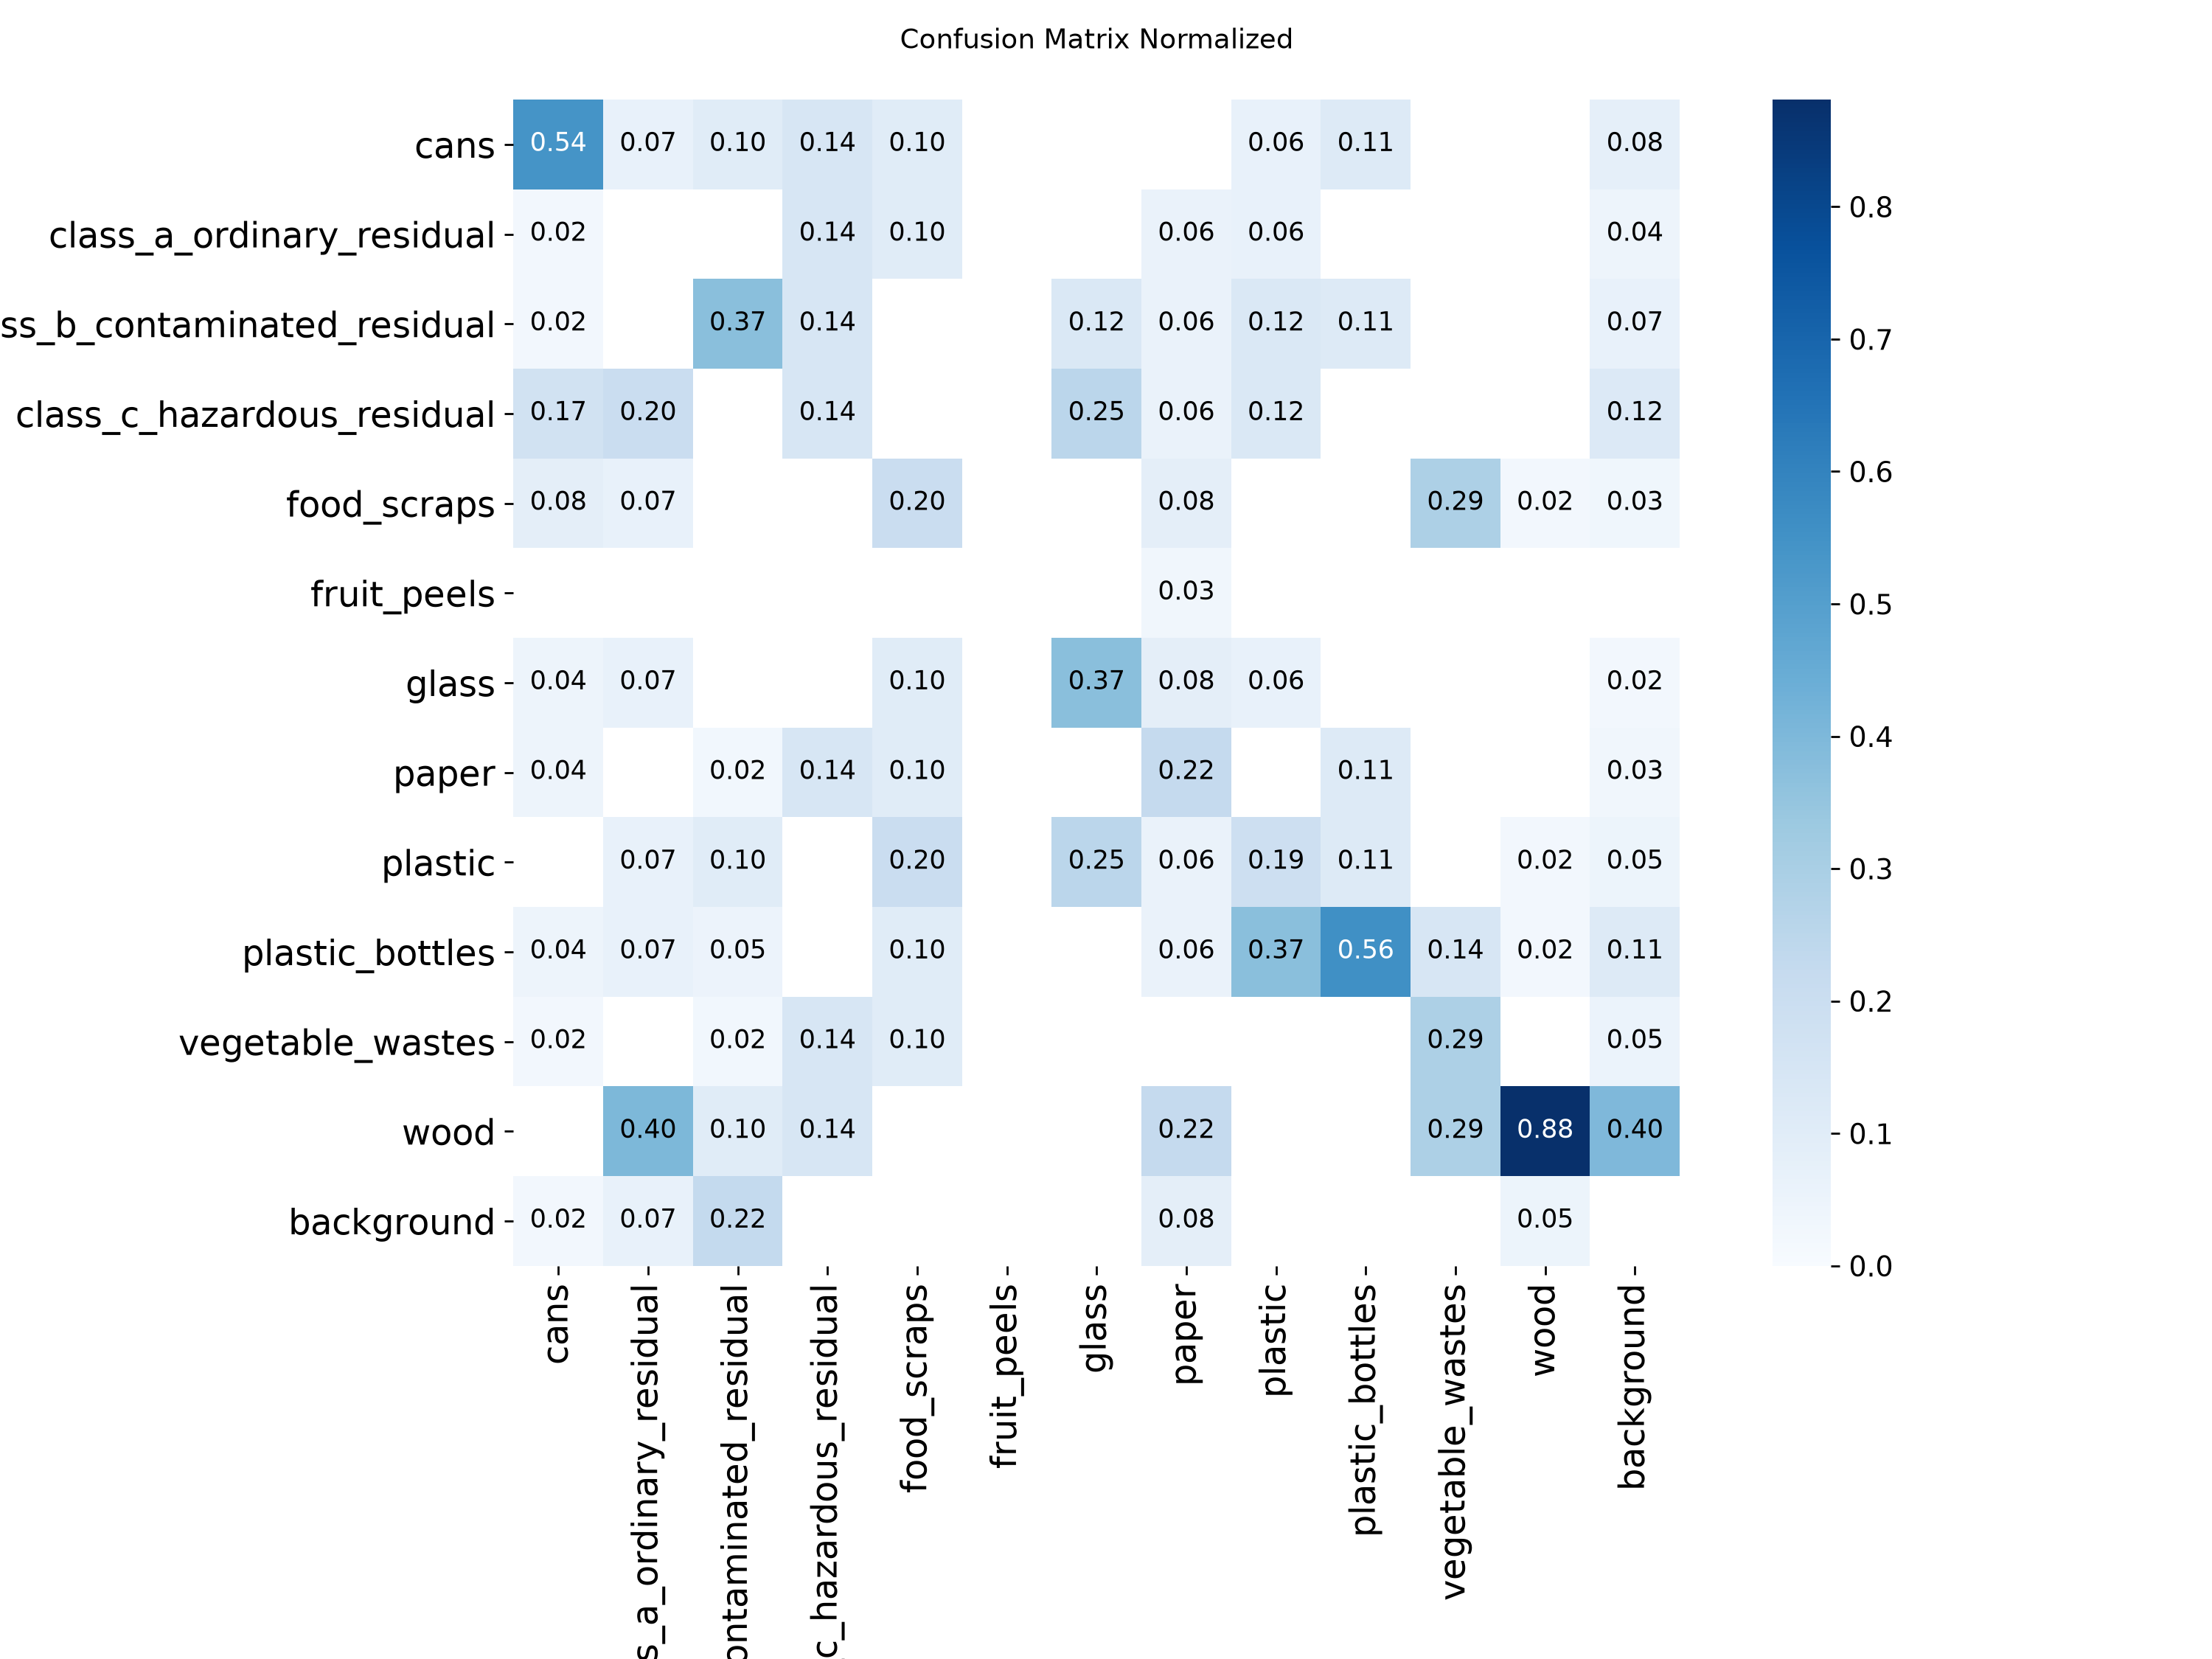 Confusion Matrix Normalized
cans 0.54 0.07 0.10 0.14 0.10 0.06 0.11 0.08
class_a_ordinary_residual 0.02 0.14 0.10 0.06 0.06 0.04
ss_b_contaminated_residual 0.02 0.37 0.14 0.12 0.06 0.12 0.11 0.07
class_c_hazardous_residual 0.17 0.20 0.14 0.25 0.06 0.12 0.12
food_scraps 0.08 0.07 0.20 0.08 0.29 0.02 0.03
fruit_peels 0.03
glass 0.04 0.07 0.10 0.37 0.08 0.06 0.02
paper 0.04 0.02 0.14 0.10 0.22 0.11 0.03
plastic 0.07 0.10 0.20 0.25 0.06 0.19 0.11 0.02 0.05
plastic_bottles 0.04 0.07 0.05 0.10 0.06 0.37 0.56 0.14 0.02 0.11
vegetable_wastes 0.02 0.02 0.14 0.10 0.29 0.05
wood 0.40 0.10 0.14 0.22 0.29 0.88 0.40
background 0.02 0.07 0.22 0.08 0.05
cans
s_a_ordinary_residual
ontaminated_residual
c_hazardous_residual
food_scraps
fruit_peels
glass
paper
plastic
plastic_bottles
vegetable_wastes
wood
background
0.8
0.7
0.6
0.5
0.4
0.3
0.2
0.1
0.0